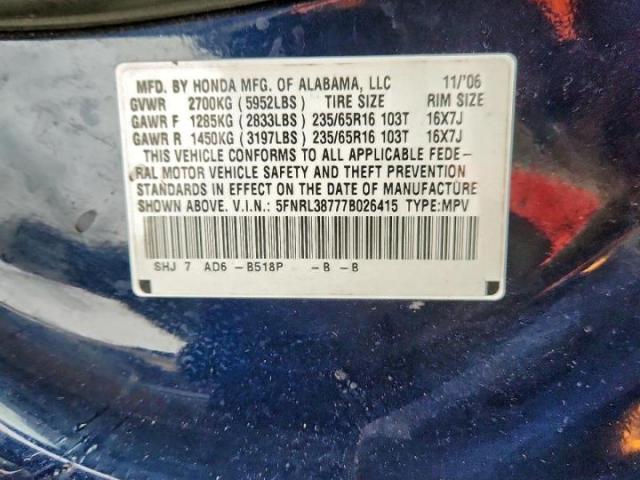 MFD. BY HONDA MFG. OF ALABAMA, LLC 11/'06
GVWR 2700KG (5952LBS) TIRE SIZE RIM SIZE
GAWR F 1285KG (2833LBS) 235/65R16 103T 16X7J
GAWR R 1450KG (3197LBS) 235/65R16 103T 16X7J
THIS VEHICLE CONFORMS TO ALL APPLICABLE FEDE-
RAL MOTOR VEHICLE SAFETY AND THEFT PREVENTION
STANDARDS IN EFFECT ON THE DATE OF MANUFACTURE
SHOWN ABOVE. V.I.N.: 5FNRL38777B026415 TYPE:MPV
SHJ 7 AD6 -B518P -B -B